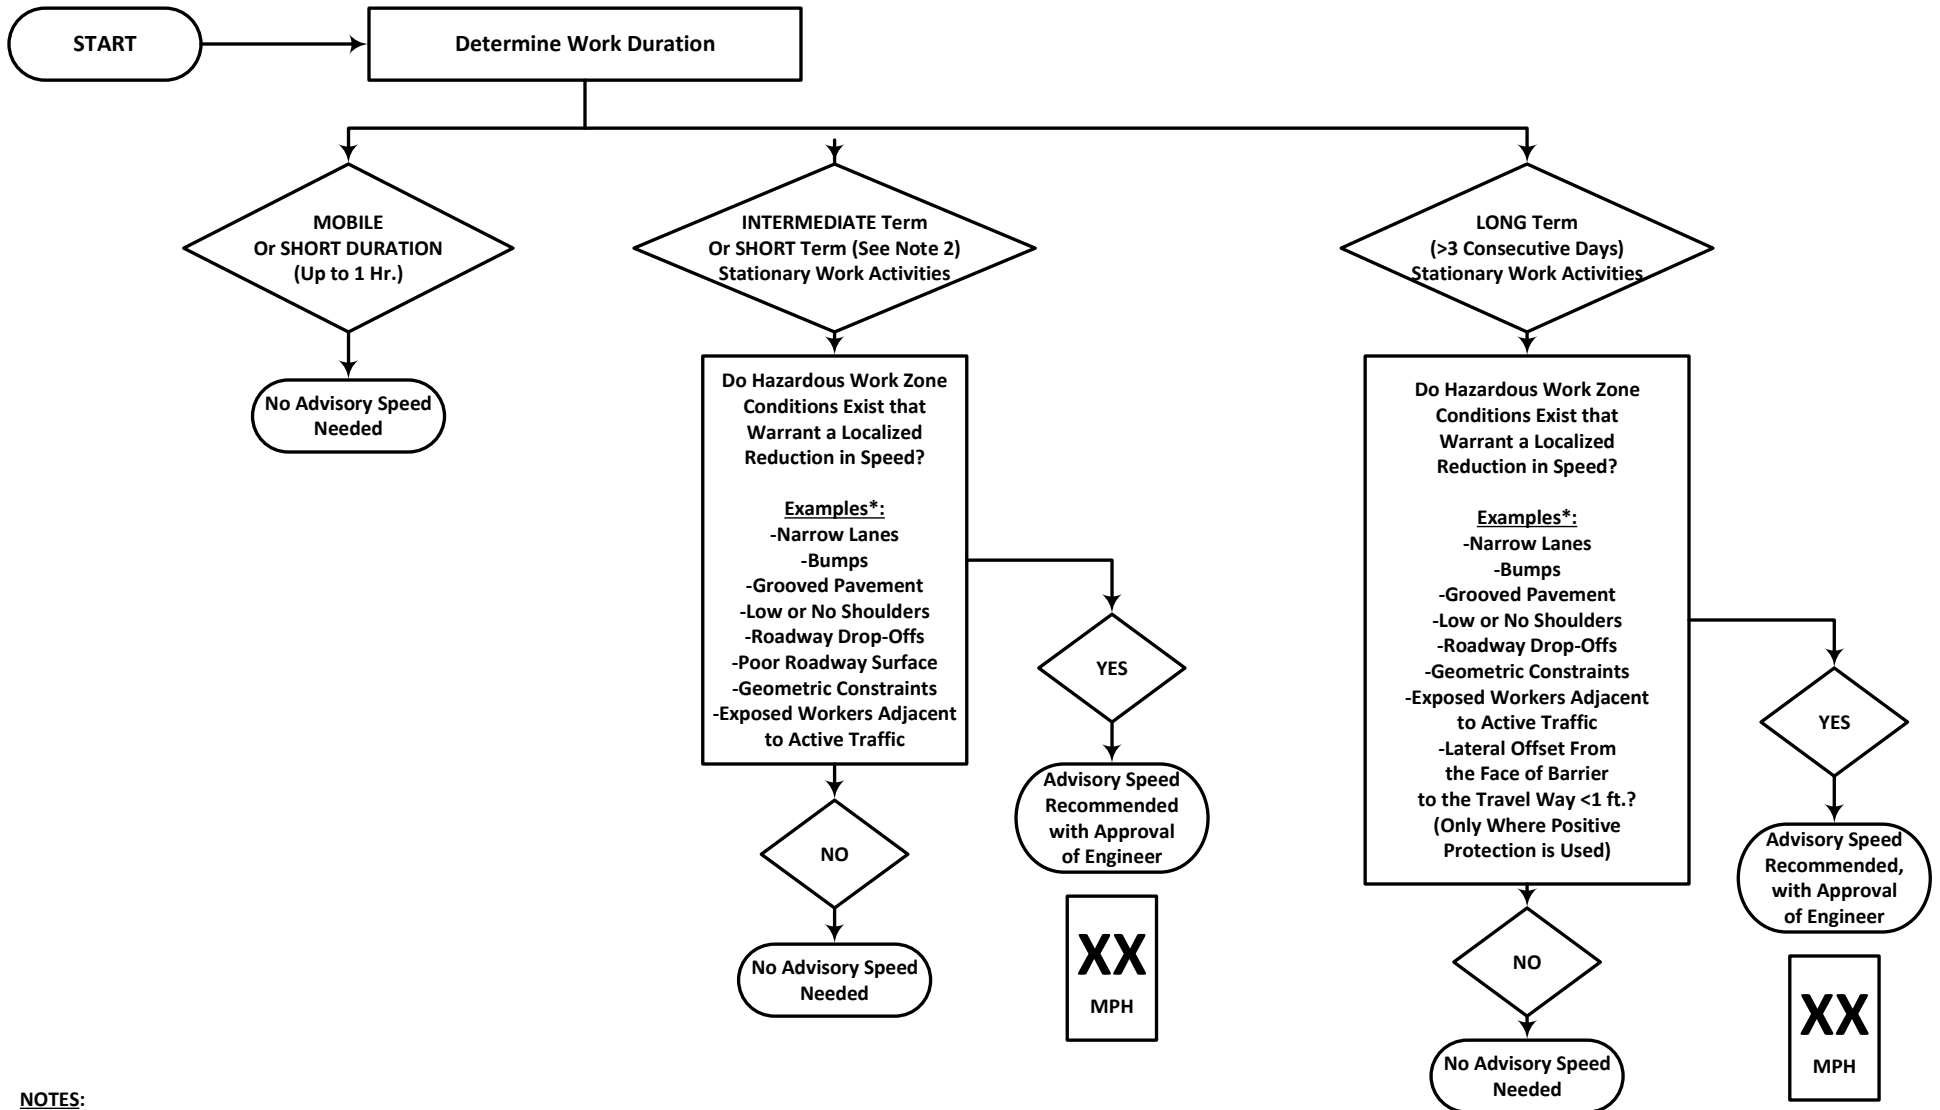 START
Determine Work Duration
MOBILE
Or SHORT DURATION
(Up to 1 Hr.)
No Advisory Speed
Needed
INTERMEDIATE Term
Or SHORT Term (See Note 2)
Stationary Work Activities
Do Hazardous Work Zone
Conditions Exist that
Warrant a Localized
Reduction in Speed?
Examples*:
-Narrow Lanes
-Bumps
-Grooved Pavement
-Low or No Shoulders
-Roadway Drop-Offs
-Poor Roadway Surface
-Geometric Constraints
-Exposed Workers Adjacent
to Active Traffic
YES
Advisory Speed
Recommended
with Approval
of Engineer
XX
MPH
NO
No Advisory Speed
Needed
LONG Term
(>3 Consecutive Days)
Stationary Work Activities
Do Hazardous Work Zone
Conditions Exist that
Warrant a Localized
Reduction in Speed?
Examples*:
-Narrow Lanes
-Bumps
-Grooved Pavement
-Low or No Shoulders
-Roadway Drop-Offs
-Geometric Constraints
-Exposed Workers Adjacent
to Active Traffic
-Lateral Offset From
the Face of Barrier
to the Travel Way <1 ft.?
(Only Where Positive
Protection is Used)
YES
Advisory Speed
Recommended,
with Approval
of Engineer
XX
MPH
NO
No Advisory Speed
Needed
NOTES: